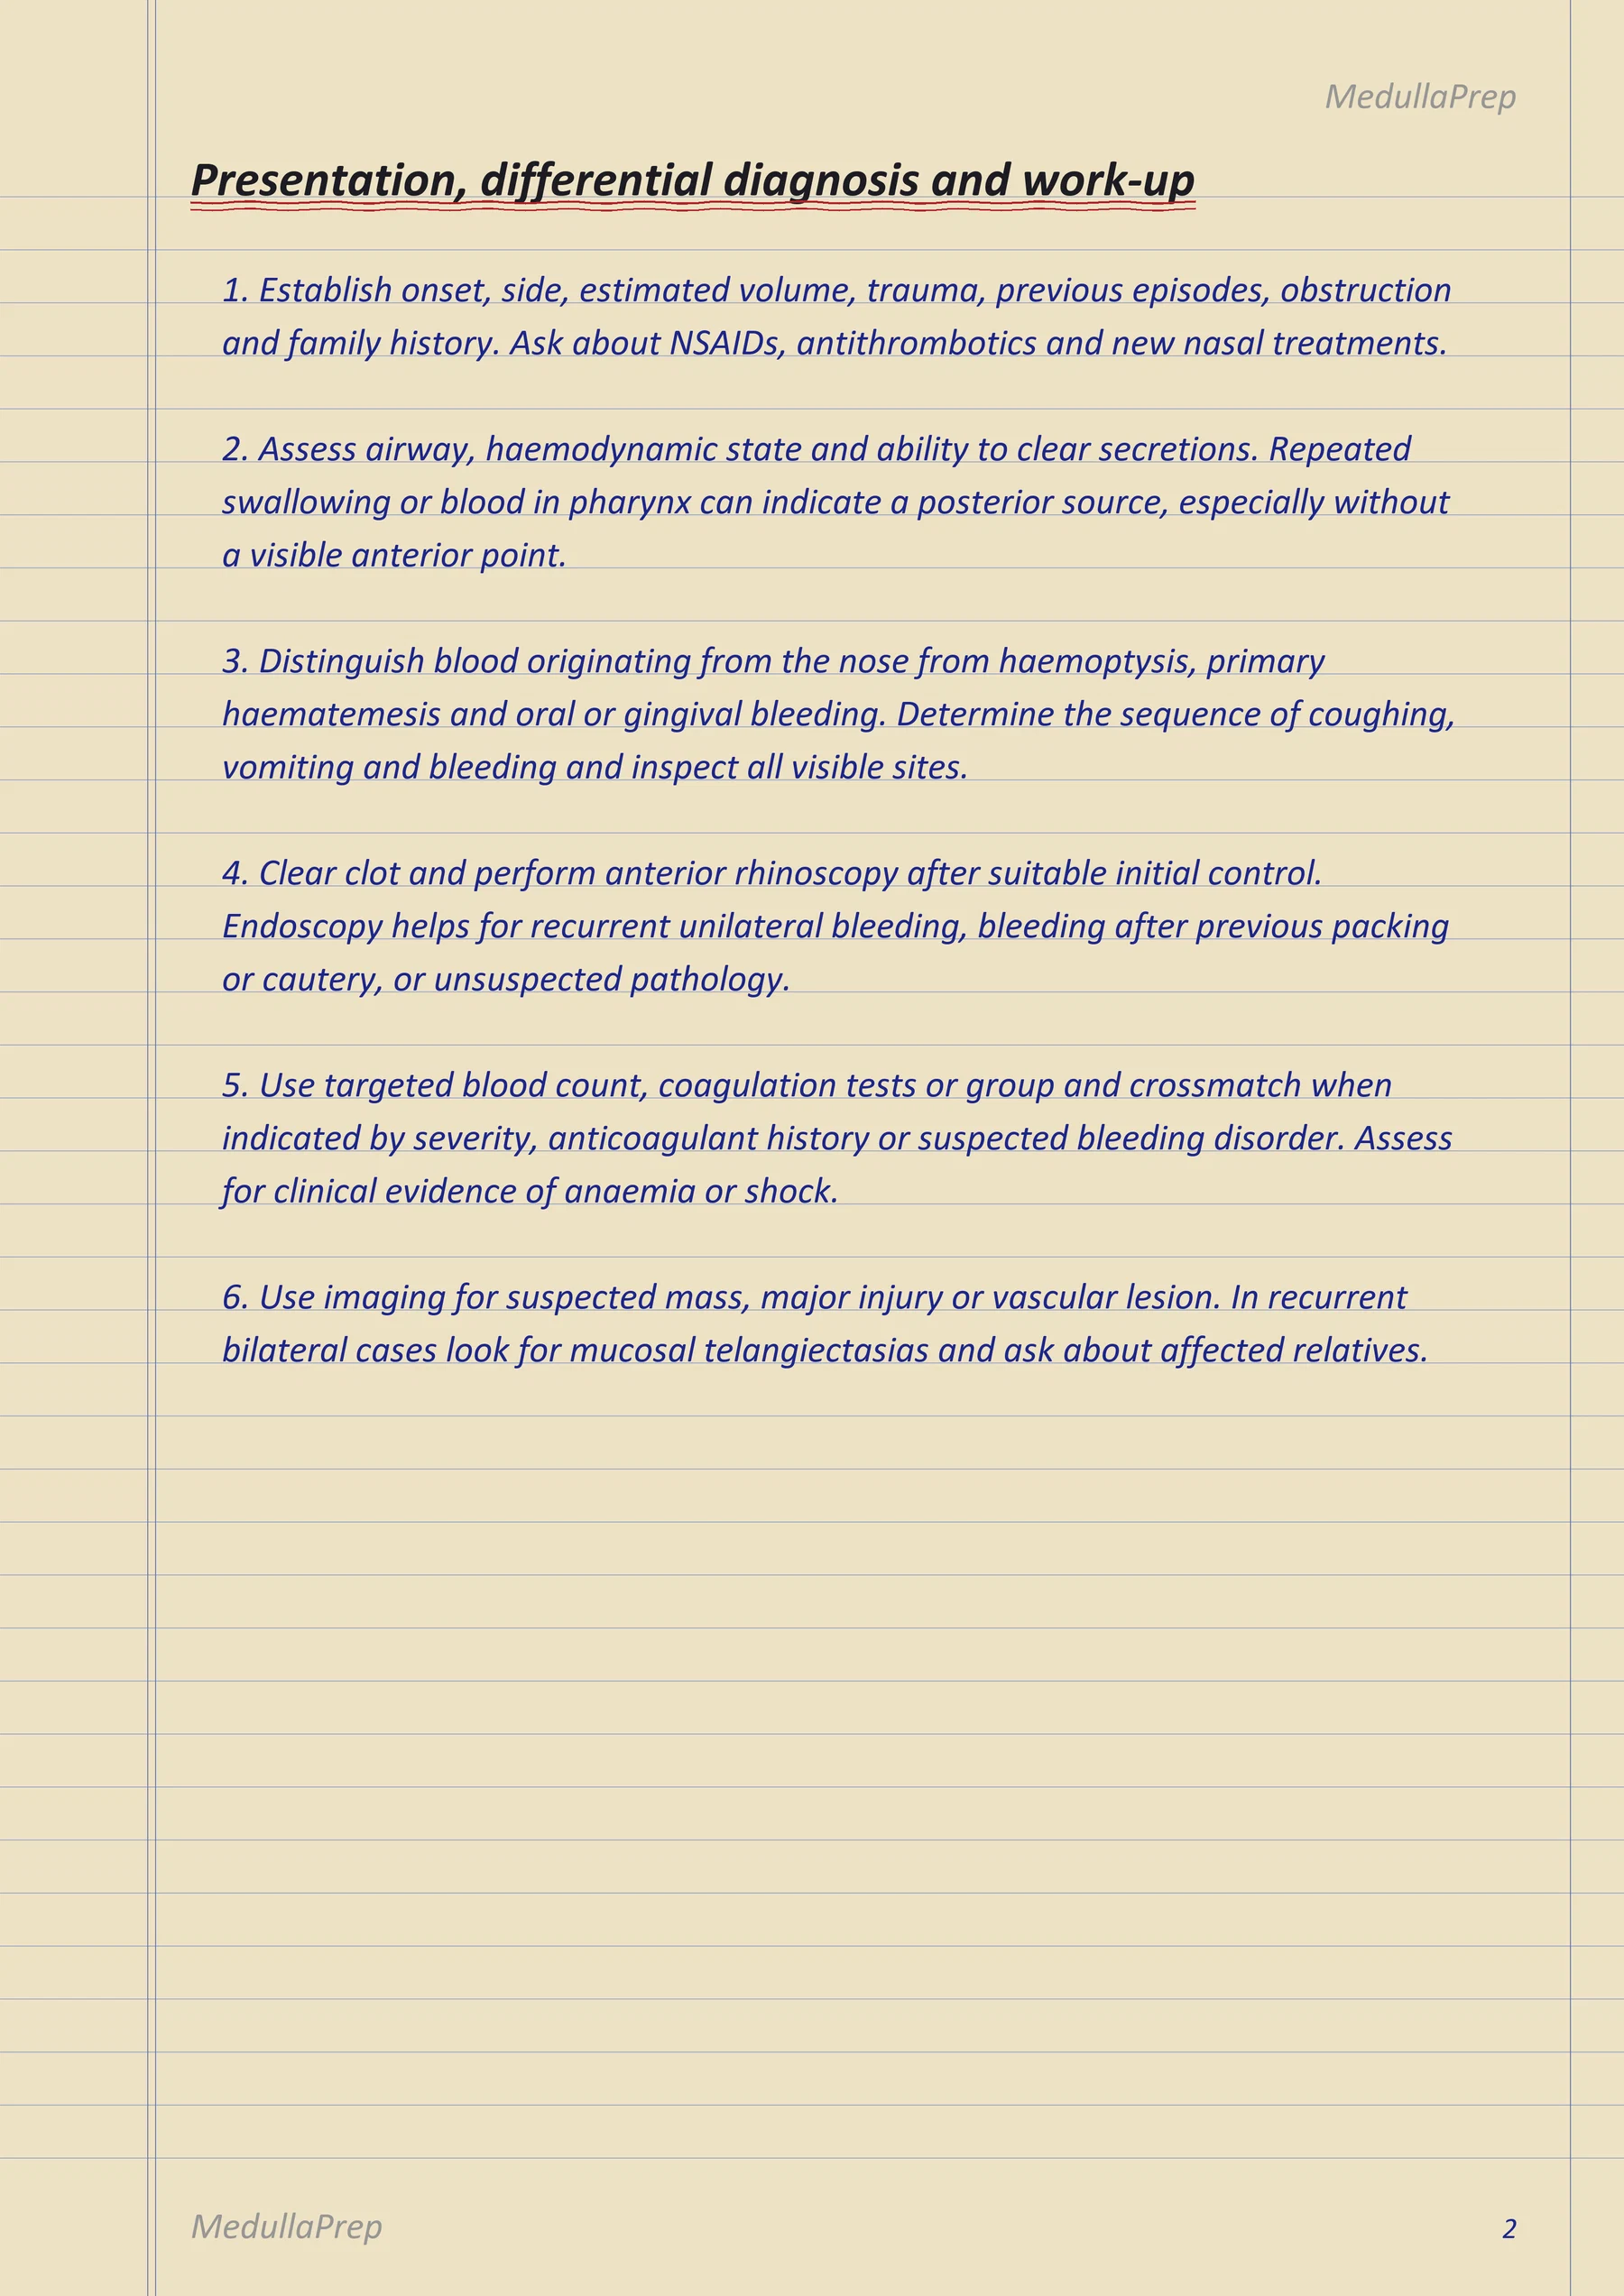 MedullaPrep
Presentation, differential diagnosis and work-up
1. Establish onset, side, estimated volume, trauma, previous episodes, obstruction
and family history. Ask about NSAIDs, antithrombotics and new nasal treatments.
2. Assess airway, haemodynamic state and ability to clear secretions. Repeated
swallowing or blood in pharynx can indicate a posterior source, especially without
a visible anterior point.
3. Distinguish blood originating from the nose from haemoptysis, primary
haematemesis and oral or gingival bleeding. Determine the sequence of coughing,
vomiting and bleeding and inspect all visible sites.
4. Clear clot and perform anterior rhinoscopy after suitable initial control.
Endoscopy helps for recurrent unilateral bleeding, bleeding after previous packing
or cautery, or unsuspected pathology.
5. Use targeted blood count, coagulation tests or group and crossmatch when
indicated by severity, anticoagulant history or suspected bleeding disorder. Assess
for clinical evidence of anaemia or shock.
6. Use imaging for suspected mass, major injury or vascular lesion. In recurrent
bilateral cases look for mucosal telangiectasias and ask about affected relatives.
MedullaPrep
2